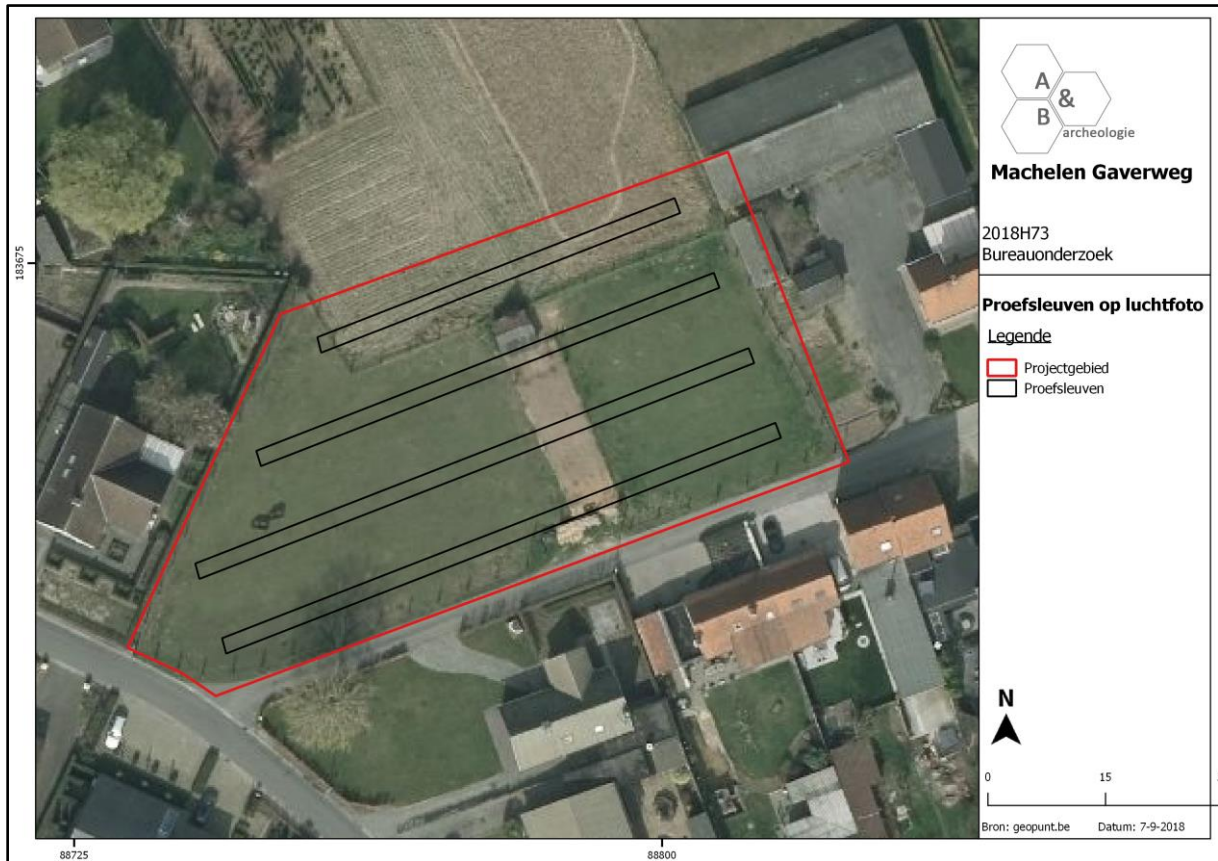 A
&
B
archeologie
Machelen Gaverweg
2018H73
Bureauonderzoek
Proefsleuven op luchtfoto
Legende
Projectgebied
Proefsleuven
N
0 15
Bron: geopunt.be Datum: 7-9-2018
183675
88725 88800